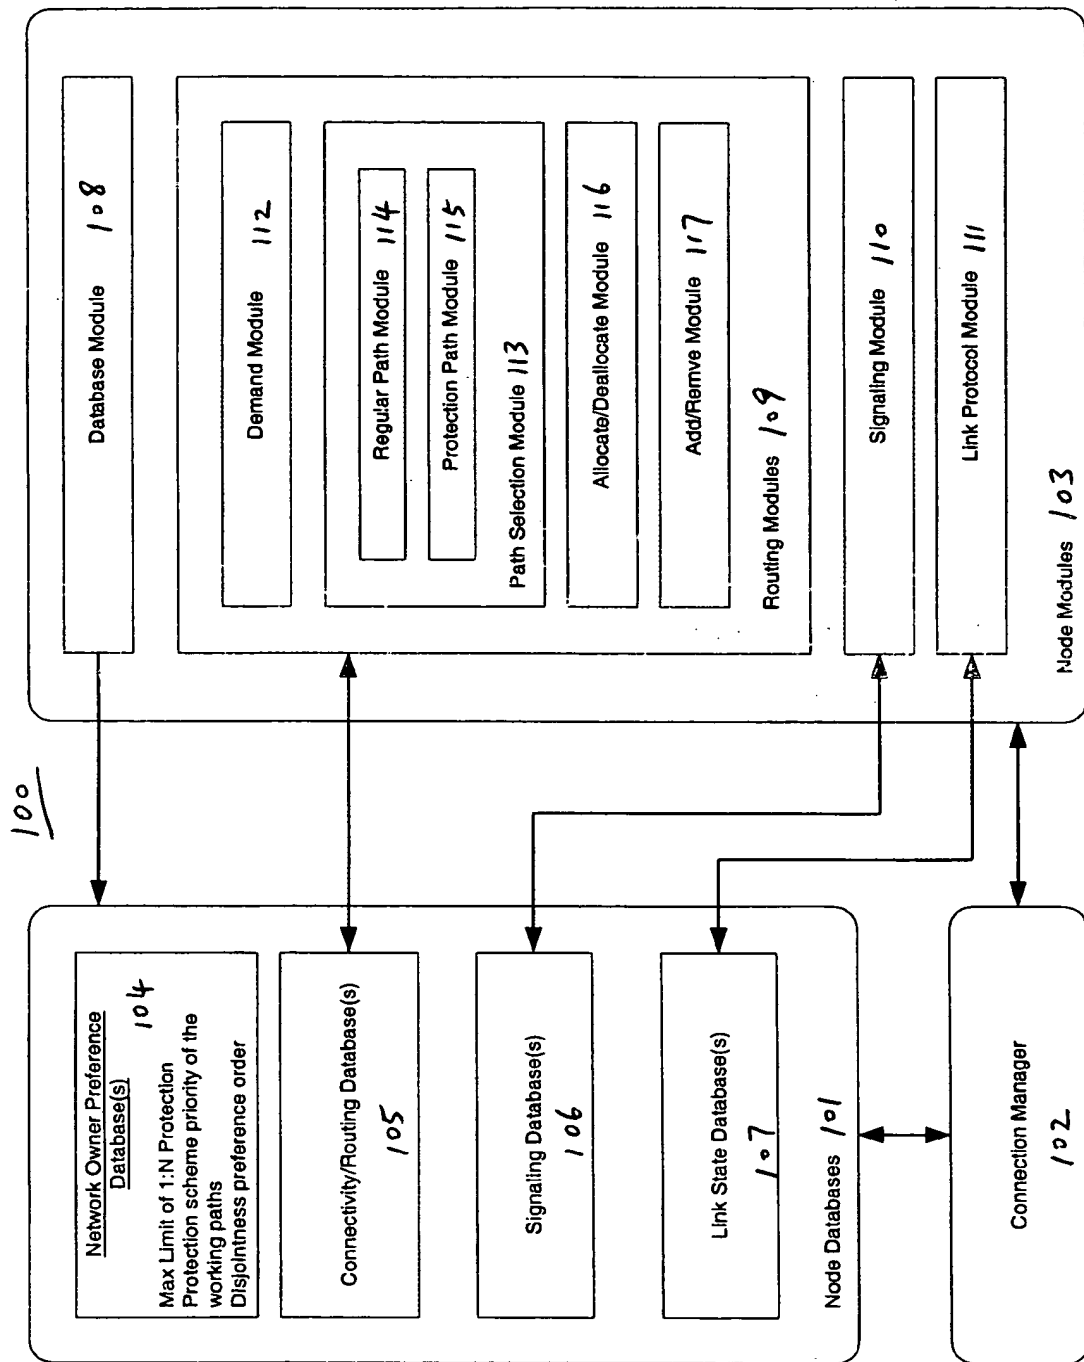 100
Network Owner Preference
Database(s)
104
Max Limit of 1:N Protection
Protection scheme priority of the
working paths
Disjointness preference order
Connectivity/Routing Database(s)
105
Signaling Database(s)
106
Link State Database(s)
107
Node Databases 101
Connection Manager
102
Database Module 108
Demand Module 112
Regular Path Module 114
Protection Path Module 115
Path Selection Module 113
Allocate/Deallocate Module 116
Add/Remve Module 117
Routing Modules 109
Signaling Module 110
Link Protocol Module 111
Node Modules 103